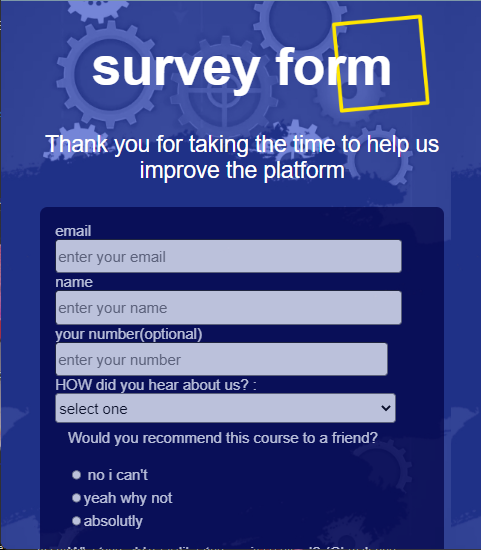 survey form
Thank you for taking the time to help us
improve the platform
email
enter your email
name
enter your name
your number(optional)
enter your number
HOW did you hear about us? :
select one
Would you recommend this course to a friend?
no i can't
yeah why not
absolutly